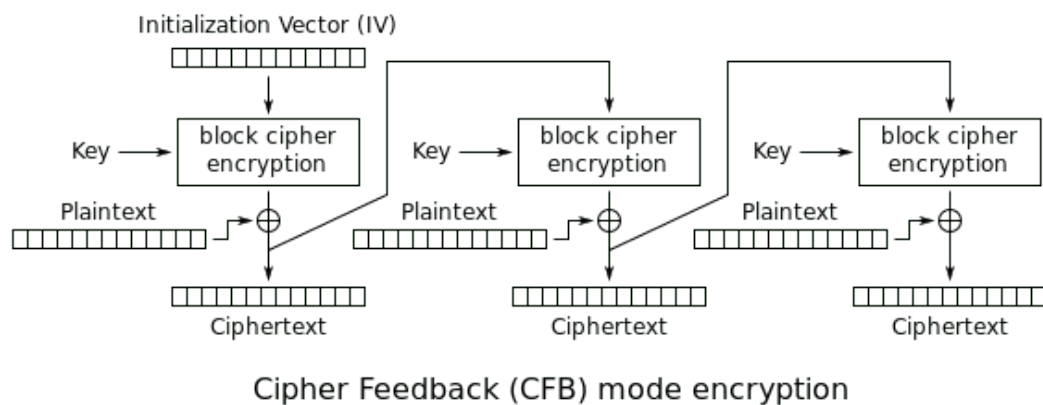 Initialization Vector (IV)
Key
block cipher
encryption
Key
block cipher
encryption
Key
block cipher
encryption
Plaintext
Plaintext
Plaintext
Ciphertext
Ciphertext
Ciphertext
Cipher Feedback (CFB) mode encryption